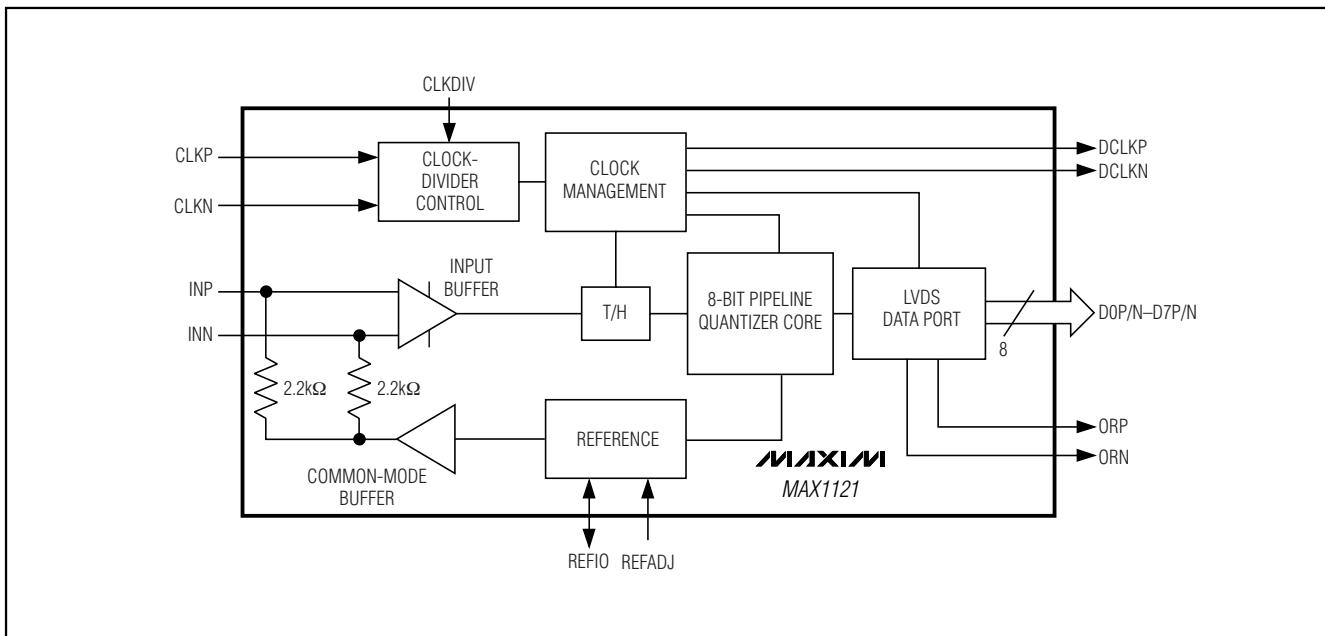 CLKDIV
CLKP
CLKN
CLOCK-
DIVIDER
CONTROL
CLOCK
MANAGEMENT
DCLKP
DCLKN
INP
INN
INPUT
BUFFER
T/H
8-BIT PIPELINE
QUANTIZER CORE
LVDS
DATA PORT
8
D0P/N–D7P/N
2.2kΩ
2.2kΩ
COMMON-MODE
BUFFER
REFERENCE
MAXIM
MAX1121
ORP
ORN
REFIO
REFADJ